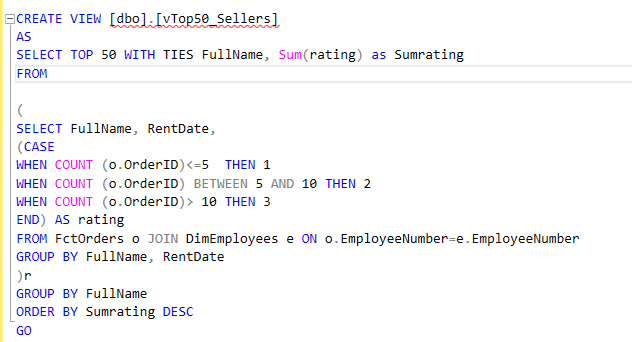 CREATE VIEW [dbo].[vTop50_Sellers]
AS
SELECT TOP 50 WITH TIES FullName, Sum(rating) as Sumrating
FROM
(
SELECT FullName, RentDate,
(CASE
WHEN COUNT (o.OrderID)<=5  THEN 1
WHEN COUNT (o.OrderID) BETWEEN 5 AND 10 THEN 2
WHEN COUNT (o.OrderID)> 10 THEN 3
END) AS rating
FROM FctOrders o JOIN DimEmployees e ON o.EmployeeNumber=e.EmployeeNumber
GROUP BY FullName, RentDate
)r
GROUP BY FullName
ORDER BY Sumrating DESC
GO